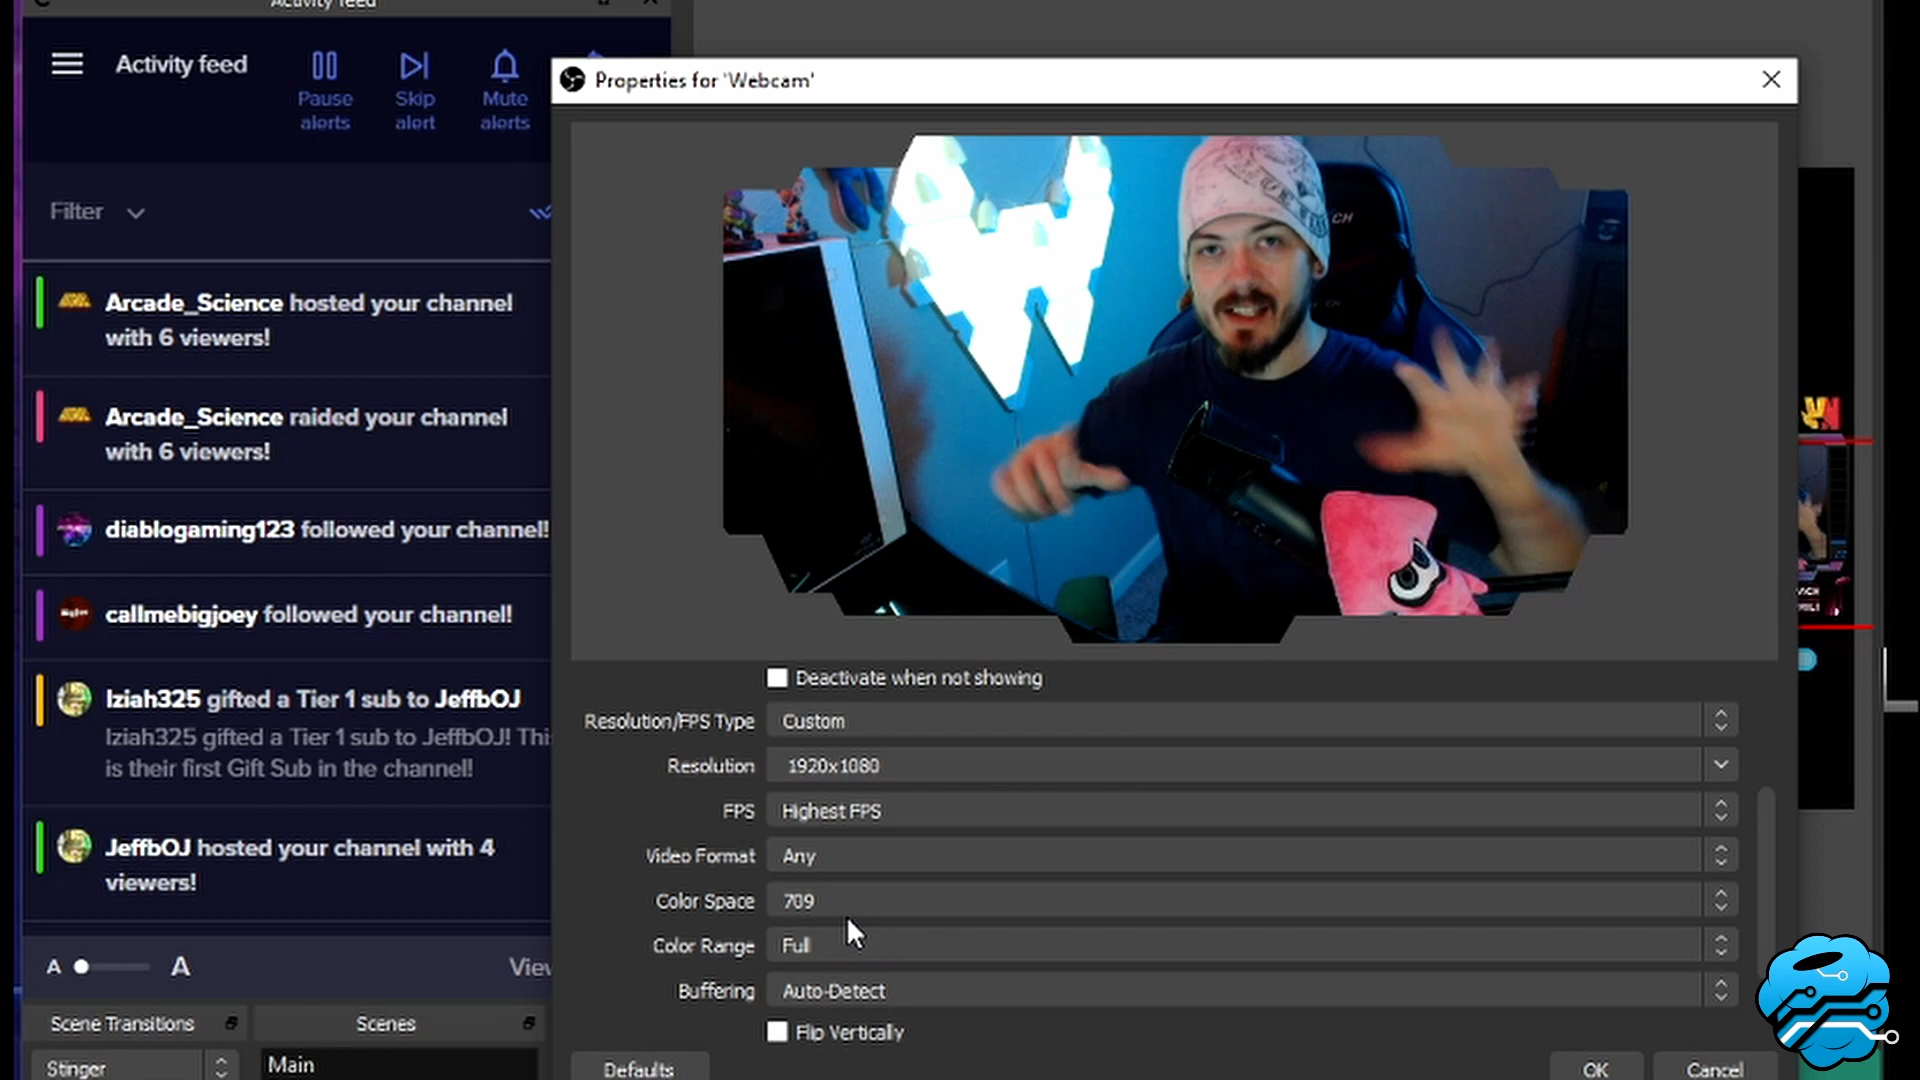 Activity feed
Activity feed
Pause
alerts
Skip
alert
Mute
alerts
Filter
Arcade_Science hosted your channel
with 6 viewers!
Arcade_Science raided your channel
with 6 viewers!
diablogaming123 followed your channel!
callmebigjoey followed your channel!
Iziah325 gifted a Tier 1 sub to JeffbOJ
Iziah325 gifted a Tier 1 sub to JeffbOJ! This
is their first Gift Sub in the channel!
JeffbOJ hosted your channel with 4
viewers!
A A
View
Scene Transitions
Scenes
Stinger
Main
Properties for 'Webcam'
CH
Deactivate when not showing
Resolution/FPS Type Custom
Resolution 1920x1080
FPS Highest FPS
Video Format Any
Color Space 709
Color Range Full
Buffering Auto-Detect
Flip Vertically
Defaults
OK
Cancel